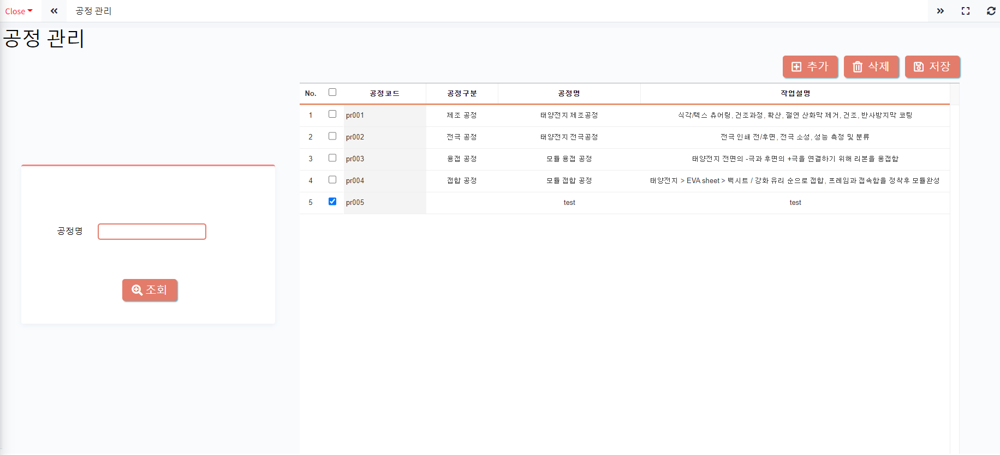 Close 공정 관리
공정 관리
추가 삭제 저장
No. 공정코드 공정구분 공정명 작업설명
1 pr001 제조 공정 태양전지 제조공정 식각/텍스 츄어링, 건조과정, 확산, 절연 산화막 제거, 건조, 반사방지막 코팅
2 pr002 전극 공정 태양전지 전극공정 전극 인쇄 전/후면, 전극 소성, 성능 측정 및 분류
3 pr003 용접 공정 모듈 용접 공정 태양전지 전면의 -극과 후면의 +극을 연결하기 위해 리본을 용접함
4 pr004 접합 공정 모듈 접합 공정 태양전지 > EVA sheet > 백시트 / 강화 유리 순으로 접합, 프레임과 접속함을 정착후 모듈완성
5 pr005 test test
공정명
조회